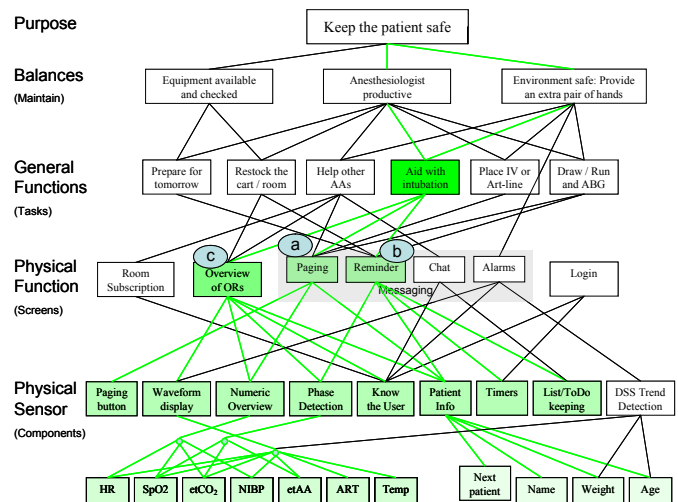 Purpose
Keep the patient safe
Balances
(Maintain)
Equipment available
and checked
Anesthesiologist
productive
Environment safe: Provide
an extra pair of hands
General
Functions
(Tasks)
Prepare for
tomorrow
Restock the
cart / room
Help other
AAs
Aid with
intubation
Place IV or
Art-line
Draw / Run
and ABG
c
a
b
Physical
Function
(Screens)
Room
Subscription
Overview
of ORs
Paging
Reminder
Chat
Alarms
Login
Messaging
Physical
Sensor
(Components)
Paging
button
Waveform
display
Numeric
Overview
Phase
Detection
Know
the User
Patient
Info
Timers
List/ToDo
keeping
DSS Trend
Detection
HR
SpO2
etCO₂
NIBP
etAA
ART
Temp
Next
patient
Name
Weight
Age